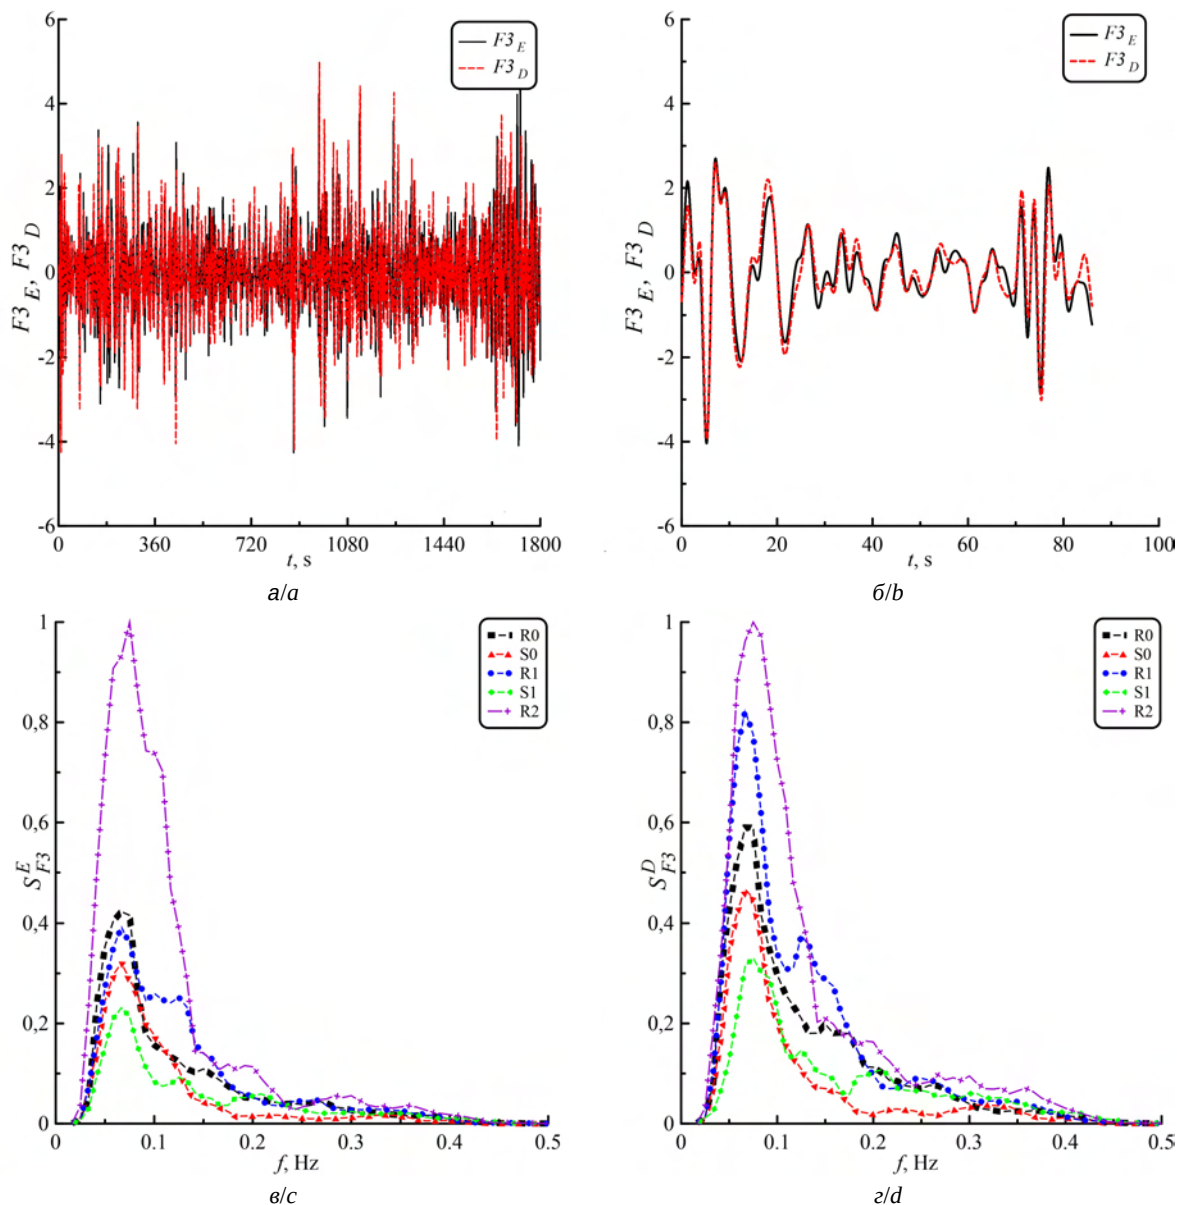 6
4
2
0
-2
-4
-6
F3_E, F3_D
F3_E
F3_D
0 360 720 1080 1440 1800
t, s
а/a
6
4
2
0
-2
-4
-6
F3_E, F3_D
F3_E
F3_D
0 20 40 60 80 100
t, s
б/b
1
0,8
0,6
0,4
0,2
0
S^E_F3
R0
S0
R1
S1
R2
0 0.1 0.2 0.3 0.4 0.5
f, Hz
в/c
1
0,8
0,6
0,4
0,2
0
S^D_F3
R0
S0
R1
S1
R2
0 0.1 0.2 0.3 0.4 0.5
f, Hz
г/d